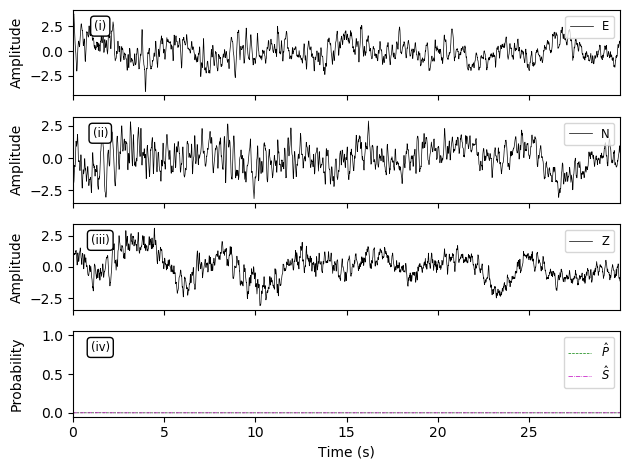 Amplitude
2.5
0.0
−2.5
(i)
E
Amplitude
2.5
0.0
−2.5
(ii)
N
Amplitude
2.5
0.0
−2.5
(iii)
Z
Probability
1.0
0.5
0.0
(iv)
P̂
Ŝ
0 5 10 15 20 25
Time (s)